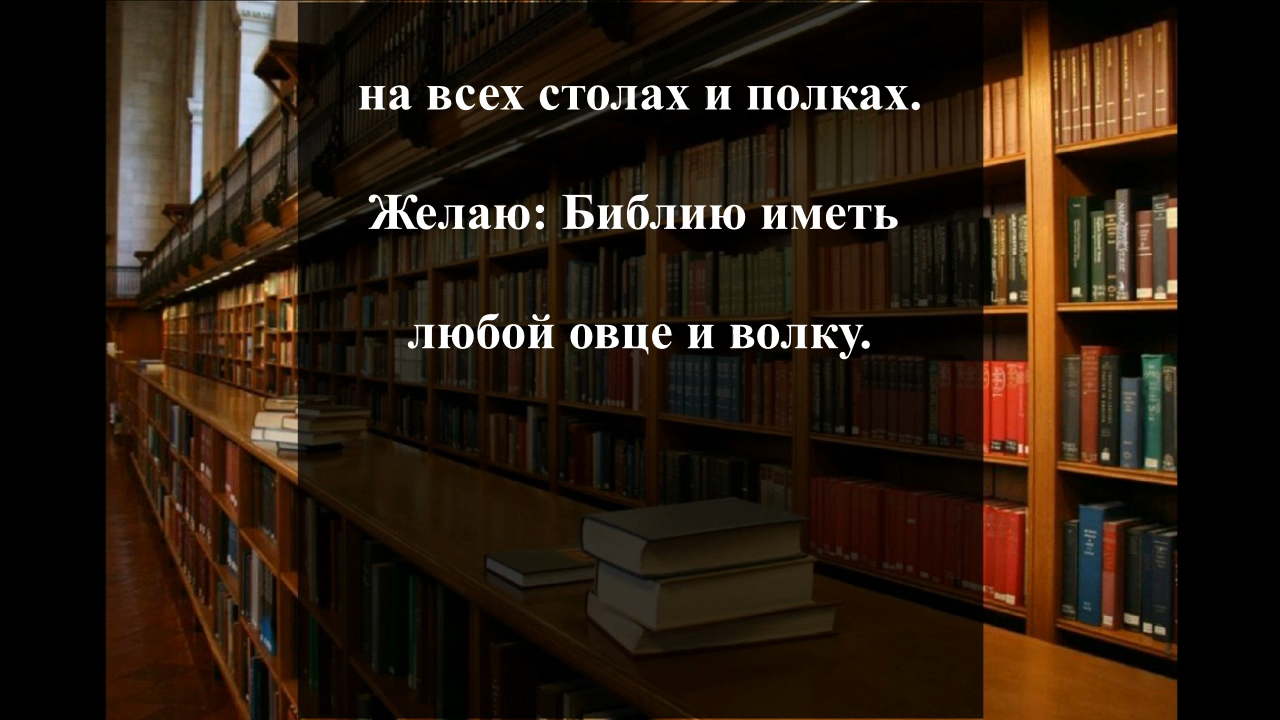 на всех столах и полках.
Желаю: Библию иметь
любой овце и волку.